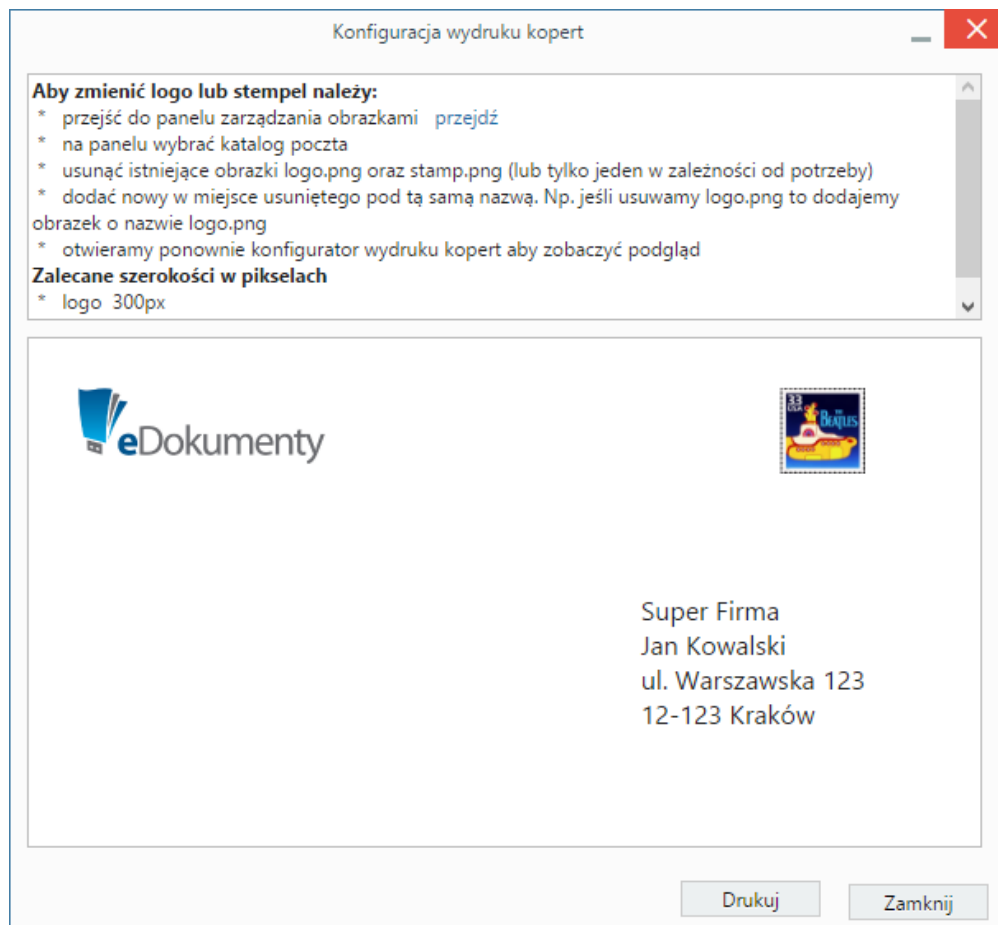 Konfiguracja wydruku kopert
Aby zmienić logo lub stempel należy:
* przejść do panelu zarządzania obrazkami przejdź
* na panelu wybrać katalog poczta
* usunąć istniejące obrazki logo.png oraz stamp.png (lub tylko jeden w zależności od potrzeby)
* dodać nowy w miejsce usuniętego pod tą samą nazwą. Np. jeśli usuwamy logo.png to dodajemy
obrazek o nazwie logo.png
* otwieramy ponownie konfigurator wydruku kopert aby zobaczyć podgląd
Zalecane szerokości w pikselach
* logo 300px
eDokumenty
33
USA
THE
BEATLES
Super Firma
Jan Kowalski
ul. Warszawska 123
12-123 Kraków
Drukuj
Zamknij